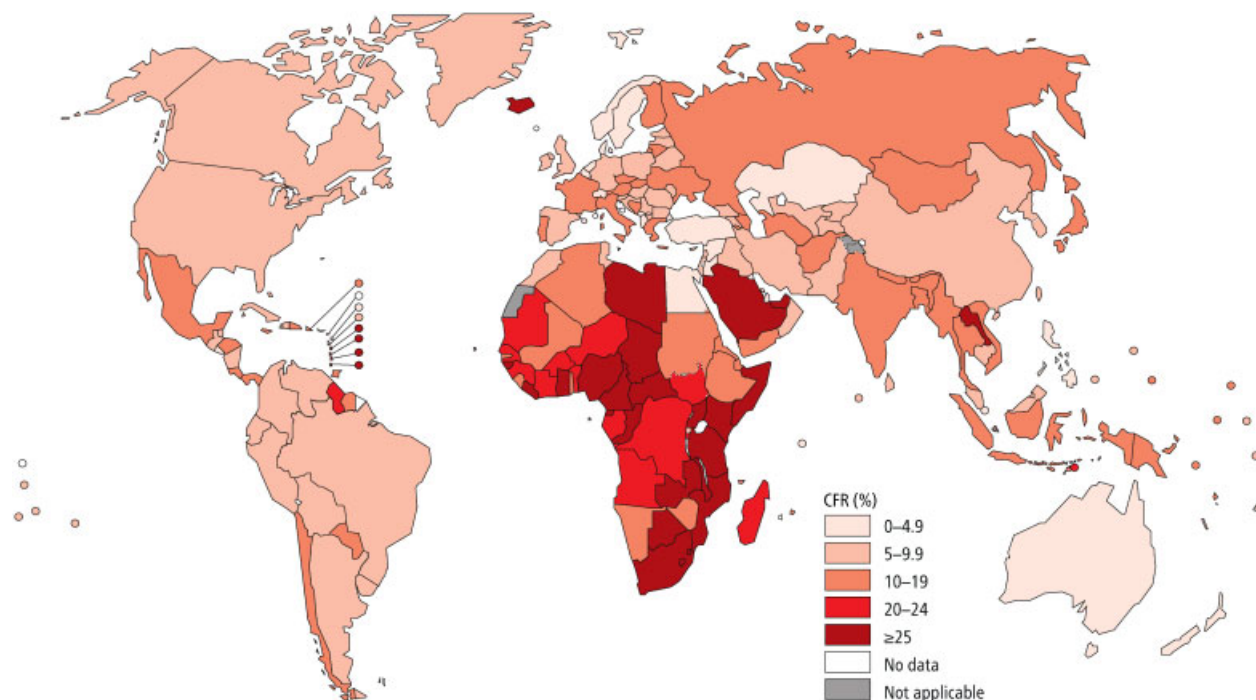 CFR (%)
0–4.9
5–9.9
10–19
20–24
≥25
No data
Not applicable